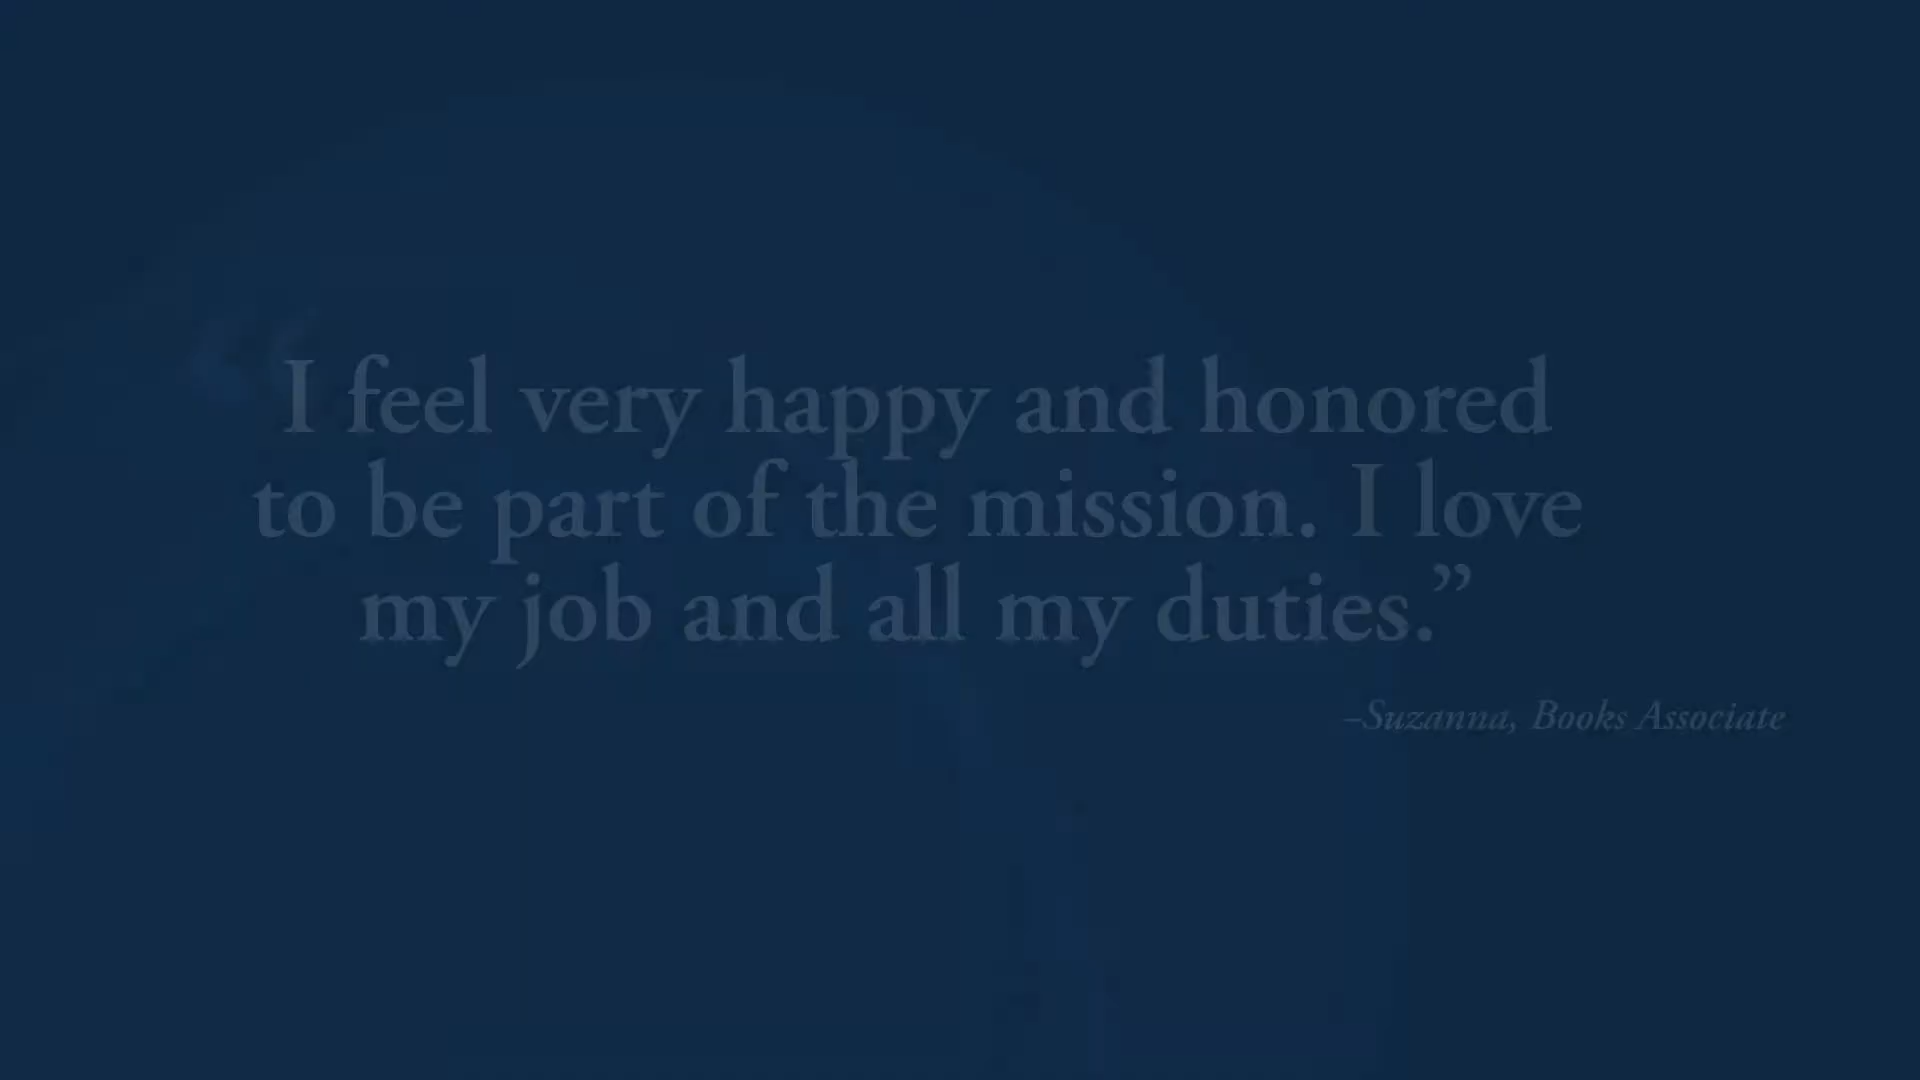 “I feel very happy and honored
to be part of the mission. I love
my job and all my duties.”
–Suzanna, Books Associate